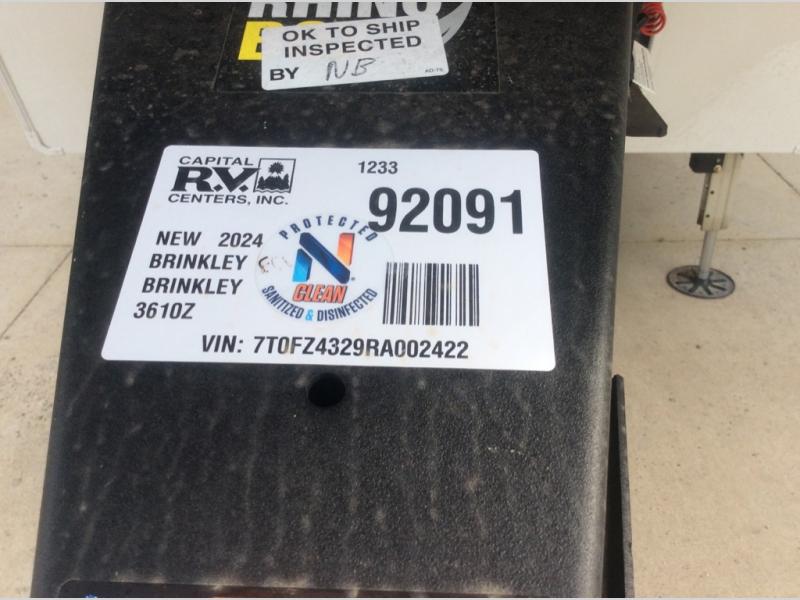 RHINO
OK TO SHIP
INSPECTED
BY NB
CAPITAL
R.V.
CENTERS, INC.
1233
92091
NEW 2024
BRINKLEY
BRINKLEY
3610Z
PROTECTED
N
CLEAN
SANITIZED & DISINFECTED
VIN: 7T0FZ4329RA002422